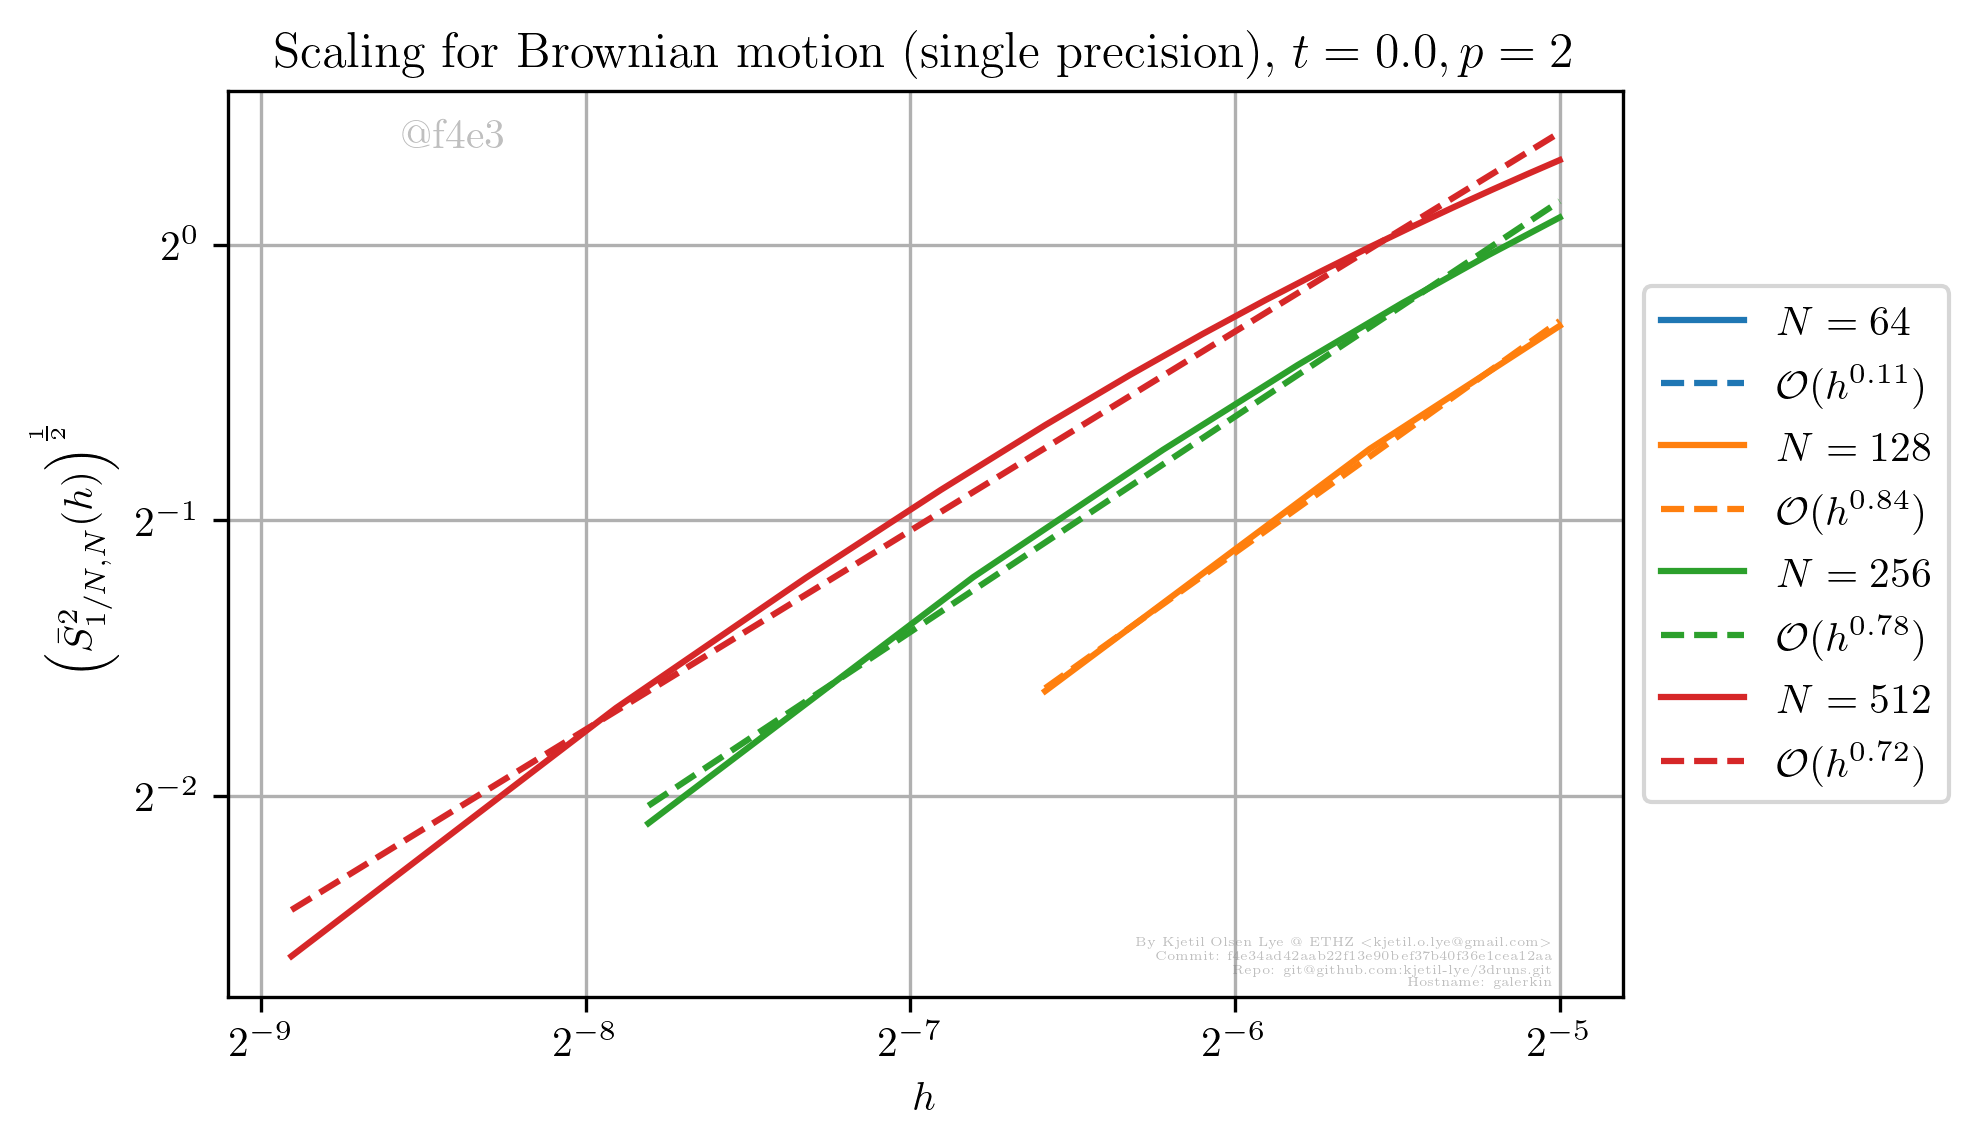 Scaling for Brownian motion (single precision), t = 0.0, p = 2
@f4e3
2^0
2^{-1}
2^{-2}
(S̄^2_{1/N,N}(h))^{1/2}
2^{-9} 2^{-8} 2^{-7} 2^{-6} 2^{-5}
h
N = 64
𝒪(h^{0.11})
N = 128
𝒪(h^{0.84})
N = 256
𝒪(h^{0.78})
N = 512
𝒪(h^{0.72})
By Kjetil Olsen Lye @ ETHZ <kjetil.o.lye@gmail.com>
Commit: f4e34ad42aab22f13e90bef37b40f36e1cea12aa
Repo: git@github.com:kjetil-lye/3druns.git
Hostname: galerkin